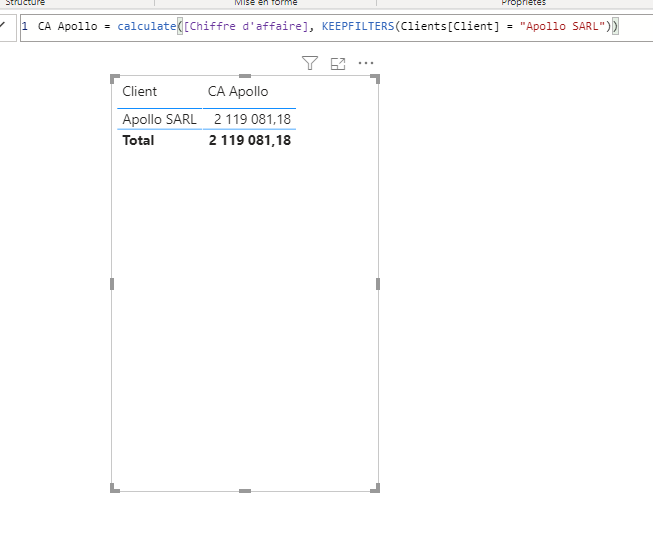 Structure
Mise en forme
Propriétés
1 CA Apollo = calculate([Chiffre d'affaire], KEEPFILTERS(Clients[Client] = "Apollo SARL"))
Client CA Apollo
Apollo SARL 2 119 081,18
Total 2 119 081,18